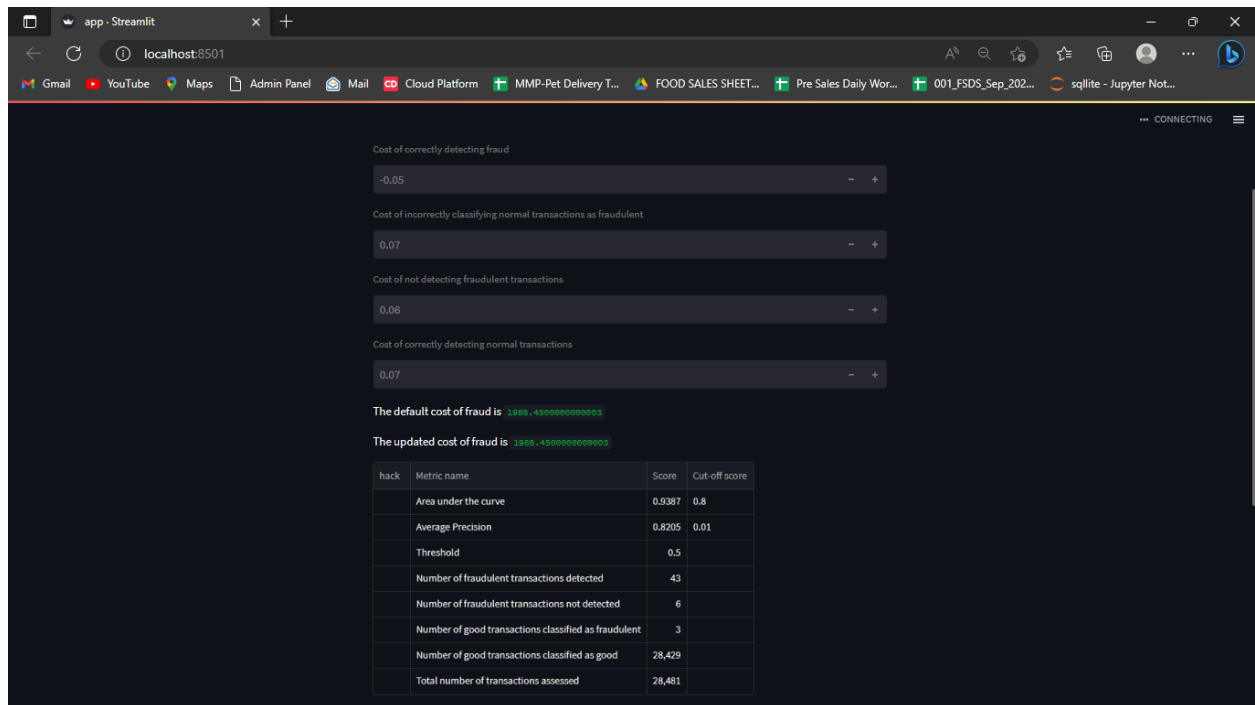 app · Streamlit
localhost:8501
Gmail YouTube Maps Admin Panel Mail CD Cloud Platform MMP-Pet Delivery T... FOOD SALES SHEET... Pre Sales Daily Wor... 001_FSDS_Sep_202... sqllite - Jupyter Not...
CONNECTING
Cost of correctly detecting fraud
-0.05 − +
Cost of incorrectly classifying normal transactions as fraudulent
0.07 − +
Cost of not detecting fraudulent transactions
0.06 − +
Cost of correctly detecting normal transactions
0.07 − +
The default cost of fraud is 1988.4500000000003
The updated cost of fraud is 1988.4500000000003
hack Metric name Score Cut-off score
Area under the curve 0.9387 0.8
Average Precision 0.8205 0.01
Threshold 0.5
Number of fraudulent transactions detected 43
Number of fraudulent transactions not detected 6
Number of good transactions classified as fraudulent 3
Number of good transactions classified as good 28,429
Total number of transactions assessed 28,481